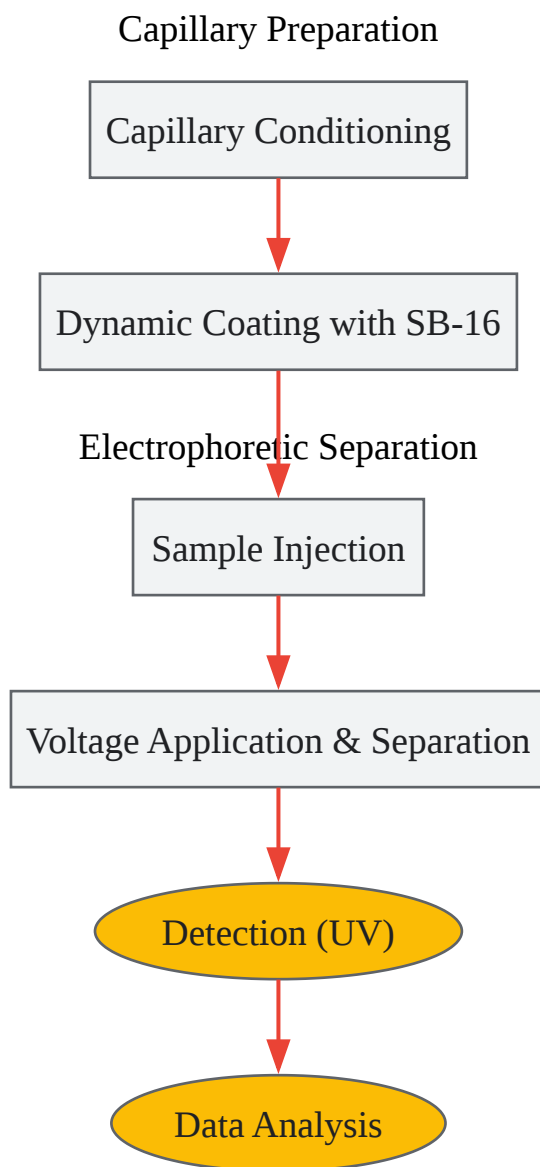 Capillary Preparation
Capillary Conditioning
Dynamic Coating with SB-16
Electrophoretic Separation
Sample Injection
Voltage Application & Separation
Detection (UV)
Data Analysis